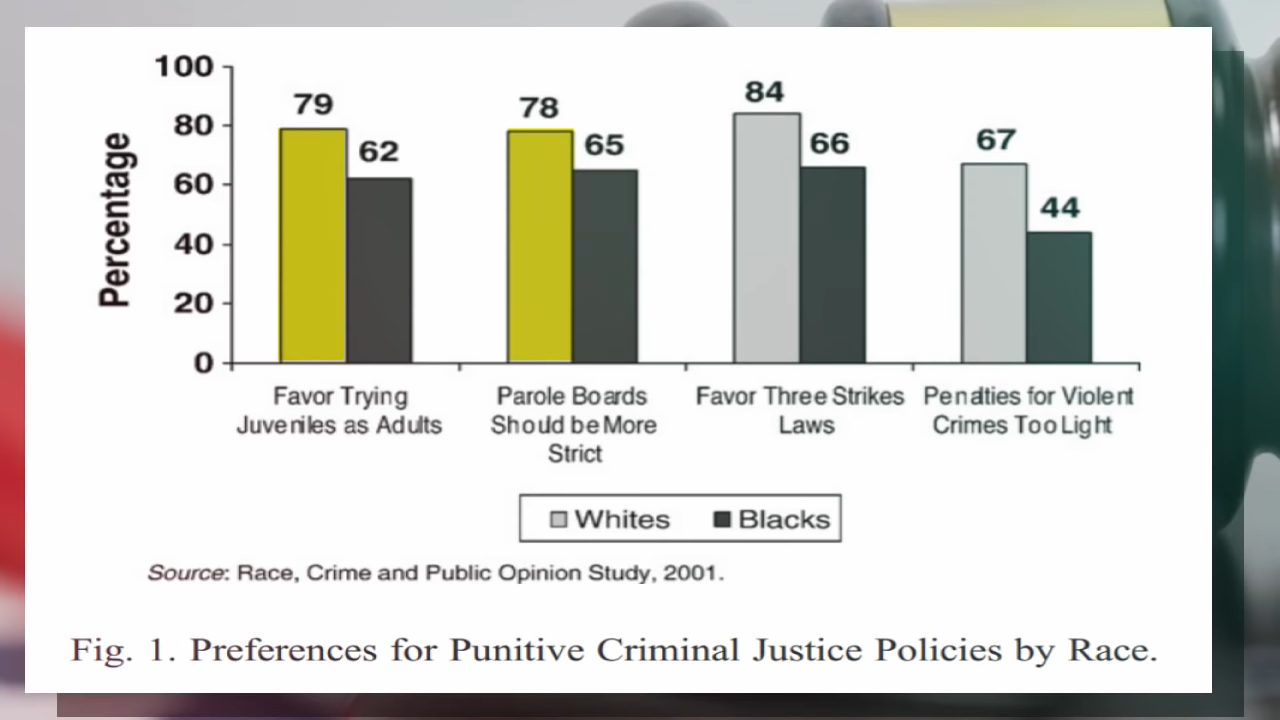 Percentage
100
80
60
40
20
0
79
62
78
65
84
66
67
44
Favor Trying
Juveniles as Adults
Parole Boards
Should be More
Strict
Favor Three Strikes
Laws
Penalties for Violent
Crimes Too Light
Whites Blacks
Source: Race, Crime and Public Opinion Study, 2001.
Fig. 1. Preferences for Punitive Criminal Justice Policies by Race.